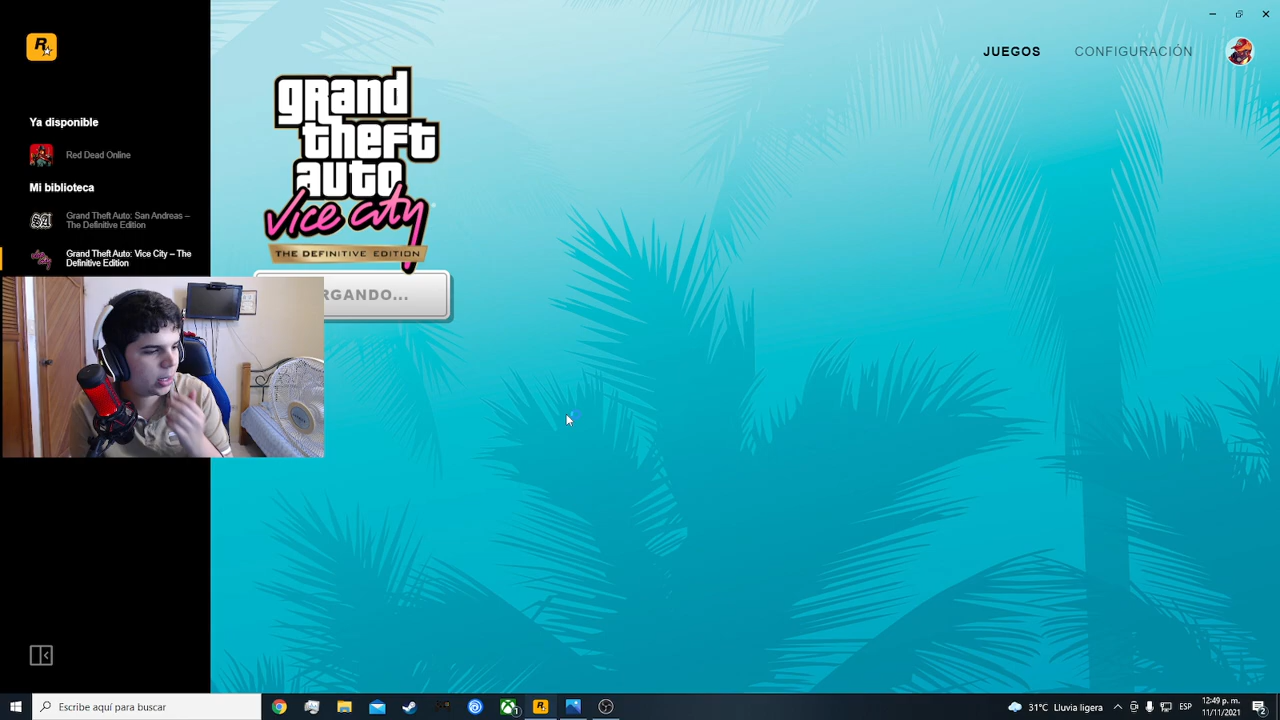 JUEGOS
CONFIGURACIÓN
Ya disponible
Red Dead Online
Mi biblioteca
Grand Theft Auto: San Andreas –
The Definitive Edition
Grand Theft Auto: Vice City – The
Definitive Edition
grand
theft
auto
vice city
THE DEFINITIVE EDITION
RGANDO...
Escribe aquí para buscar
31°C Lluvia ligera
ESP
12:49 p. m.
11/11/2021